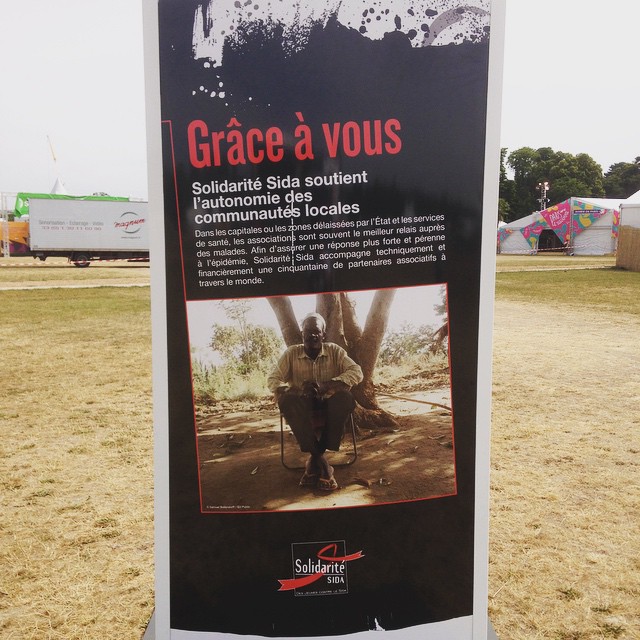 Grâce à vous
Solidarité Sida soutient
l'autonomie des
communautés locales
Dans les capitales ou les zones délaissées par l'État et les services
de santé, les associations sont souvent le meilleur relais auprès
des malades. Afin d'assurer une réponse plus forte et pérenne
à l'épidémie, Solidarité Sida accompagne techniquement et
financièrement une cinquantaine de partenaires associatifs à
travers le monde.
Solidarité
SIDA
magnum